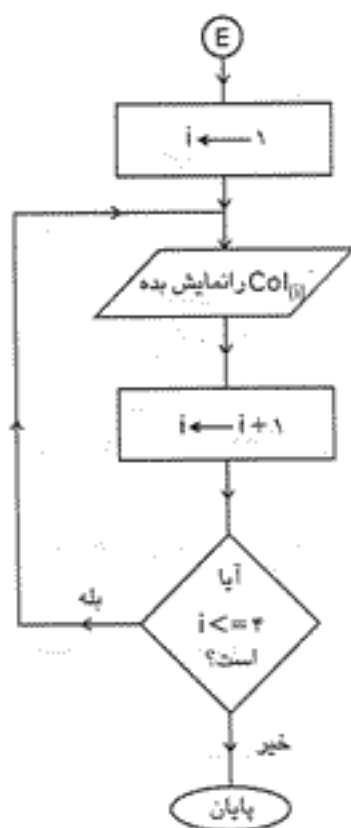 E
i ← ۱
Col(i) را نمایش بده
i ← i + ۱
آیا
i <= ۴
است؟
بله
خیر
پایان